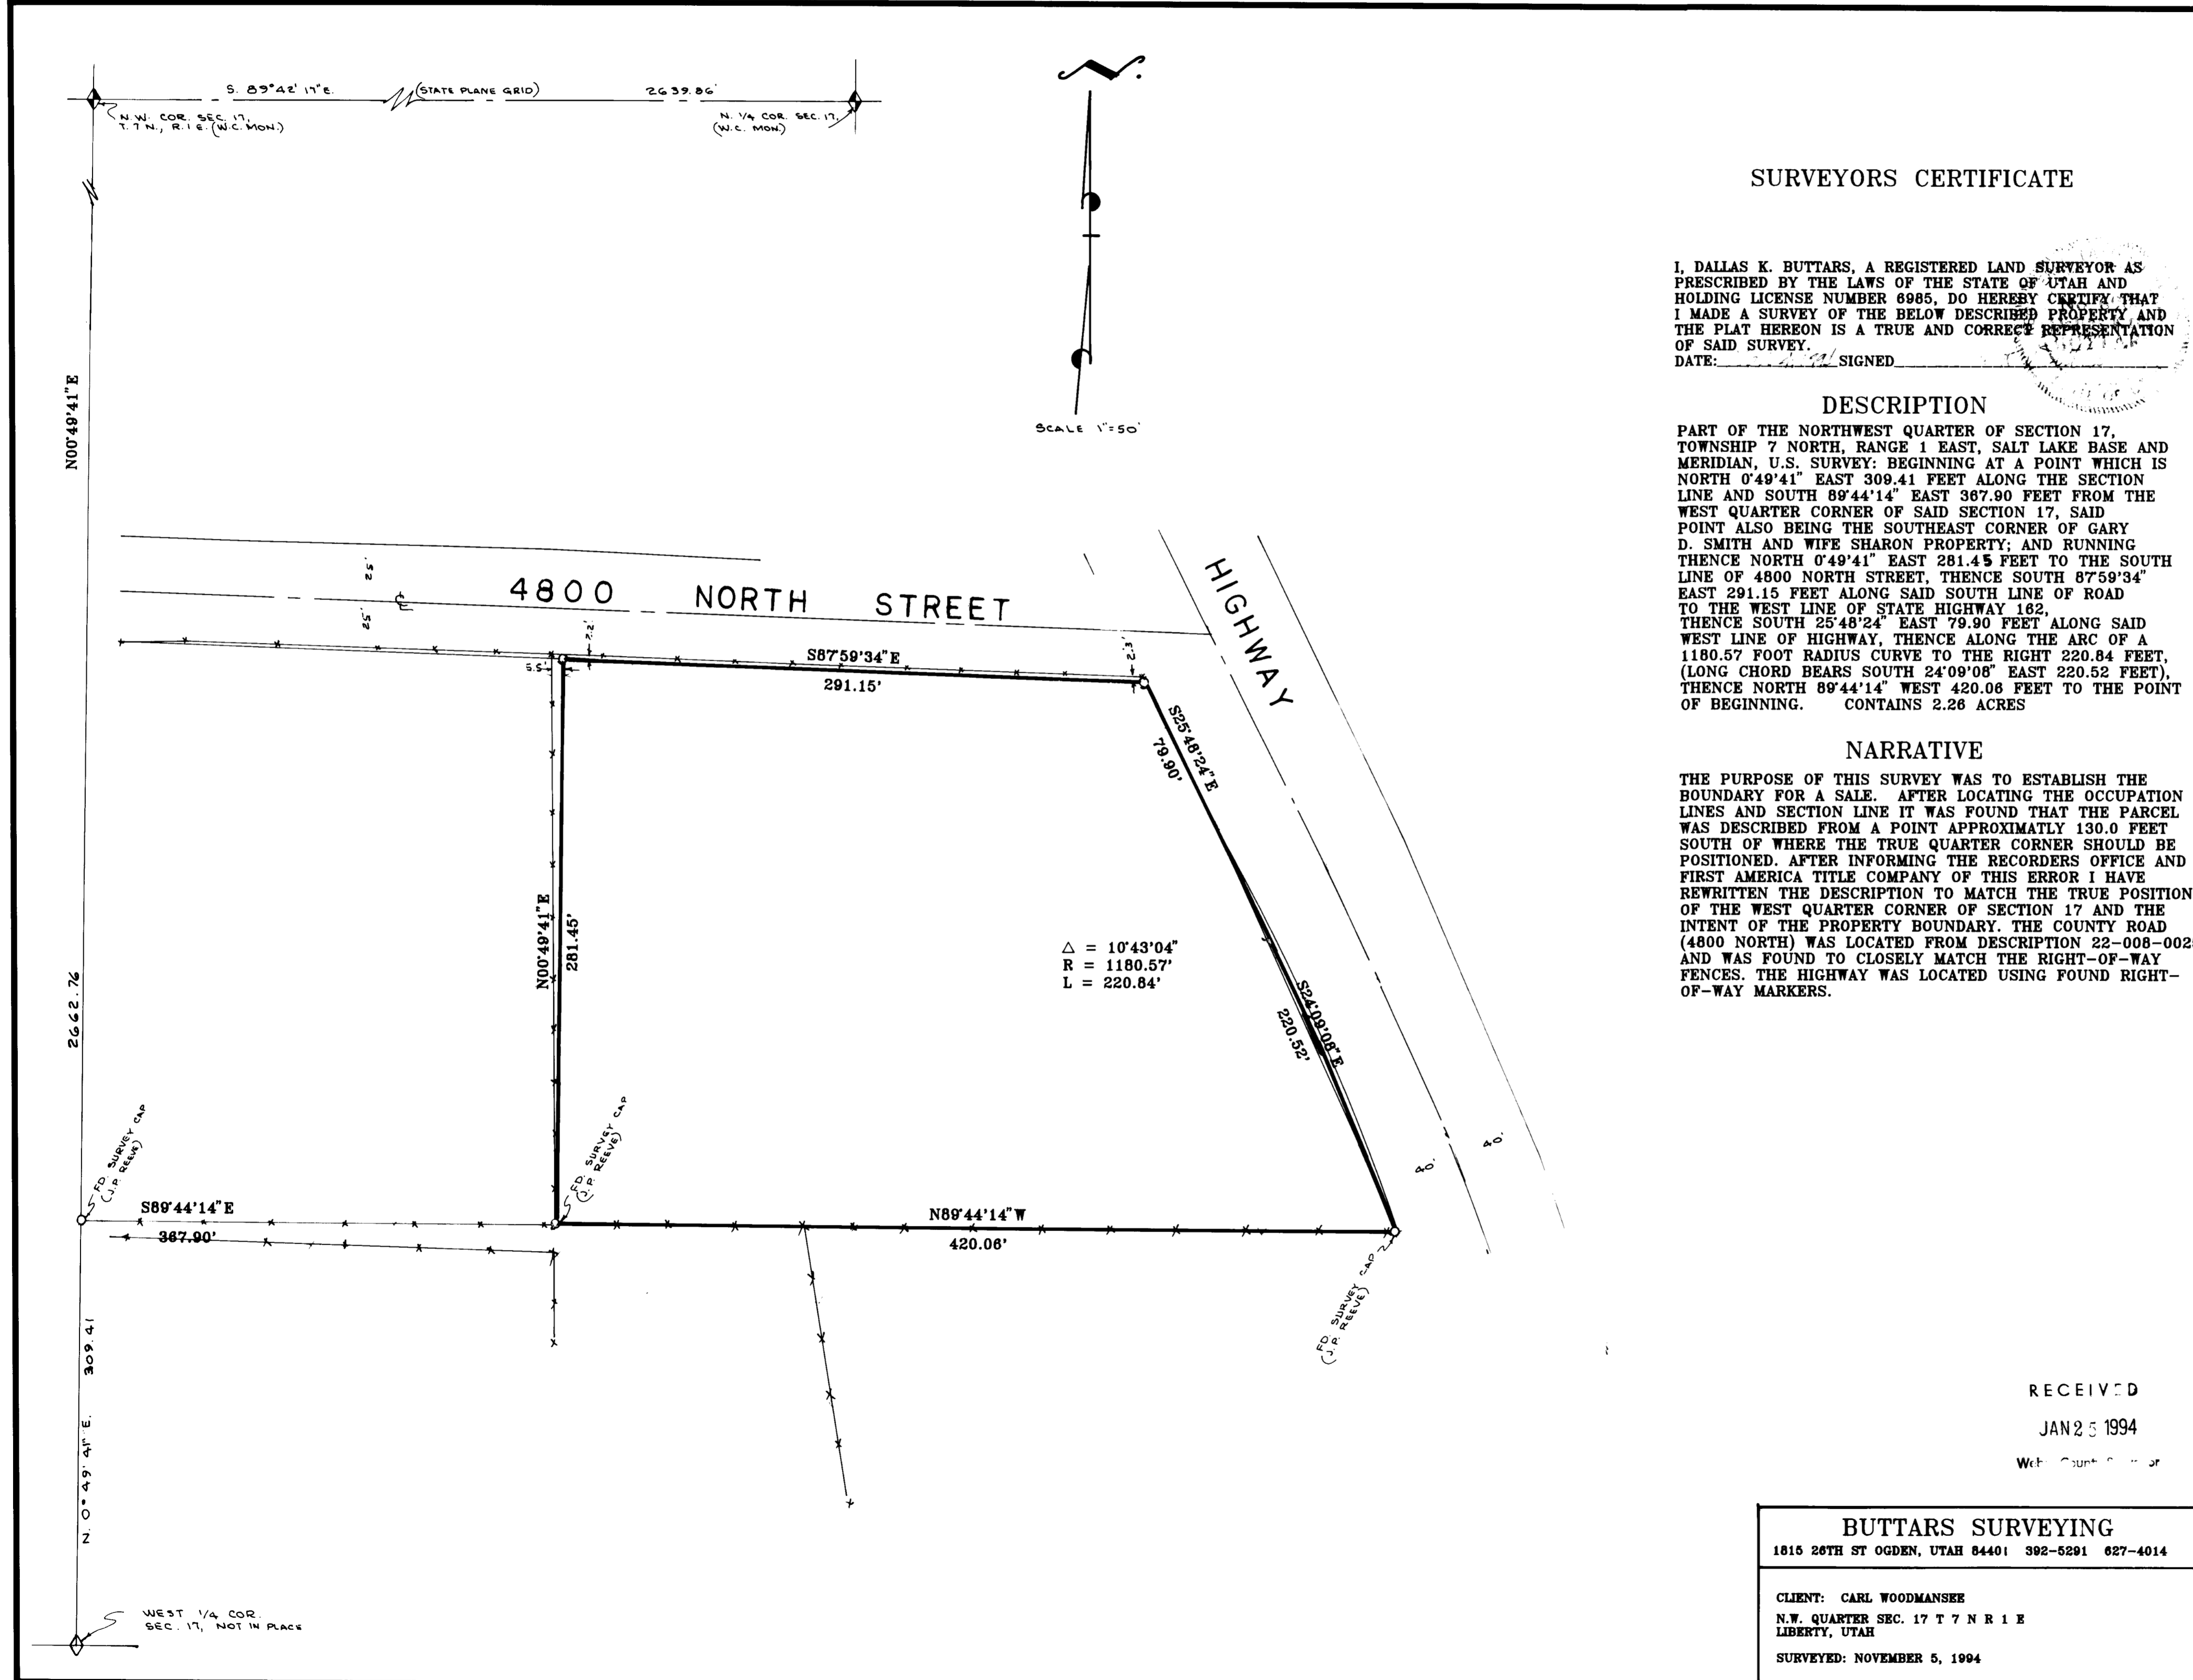 S. 89°42' 17"E. (STATE PLANE GRID) 2639.86'
N.W. COR. SEC. 17,
T. 7 N., R. 1 E. (W.C. MON.)
N. 1/4 COR. SEC. 17,
(W.C. MON.)
N.
SCALE 1"=50'
N00°49'41"E
2662.76
25'
25'
℄
4800 NORTH STREET
HIGHWAY
2.2'
5.5'
2.3'
S87°59'34"E
291.15'
S25°48'24"E
79.90'
N00°49'41"E
281.45'
△ = 10°43'04"
R = 1180.57'
L = 220.84'
S24°09'08"E
220.52'
40'
40'
FD. SURVEY CAP
(J.P. REEVE)
FD. SURVEY CAP
(J.P. REEVE)
S89°44'14"E
367.90'
N89°44'14"W
420.06'
FD. SURVEY CAP
(J.P. REEVE)
N. 0° 49' 41" E. 309.41
WEST 1/4 COR.
SEC. 17, NOT IN PLACE
SURVEYORS CERTIFICATE
I, DALLAS K. BUTTARS, A REGISTERED LAND SURVEYOR AS
PRESCRIBED BY THE LAWS OF THE STATE OF UTAH AND
HOLDING LICENSE NUMBER 6985, DO HEREBY CERTIFY THAT
I MADE A SURVEY OF THE BELOW DESCRIBED PROPERTY AND
THE PLAT HEREON IS A TRUE AND CORRECT REPRESENTATION
OF SAID SURVEY.
DATE: SIGNED
DESCRIPTION
PART OF THE NORTHWEST QUARTER OF SECTION 17,
TOWNSHIP 7 NORTH, RANGE 1 EAST, SALT LAKE BASE AND
MERIDIAN, U.S. SURVEY: BEGINNING AT A POINT WHICH IS
NORTH 0°49'41" EAST 309.41 FEET ALONG THE SECTION
LINE AND SOUTH 89°44'14" EAST 367.90 FEET FROM THE
WEST QUARTER CORNER OF SAID SECTION 17, SAID
POINT ALSO BEING THE SOUTHEAST CORNER OF GARY
D. SMITH AND WIFE SHARON PROPERTY; AND RUNNING
THENCE NORTH 0°49'41" EAST 281.45 FEET TO THE SOUTH
LINE OF 4800 NORTH STREET, THENCE SOUTH 87°59'34"
EAST 291.15 FEET ALONG SAID SOUTH LINE OF ROAD
TO THE WEST LINE OF STATE HIGHWAY 162,
THENCE SOUTH 25°48'24" EAST 79.90 FEET ALONG SAID
WEST LINE OF HIGHWAY, THENCE ALONG THE ARC OF A
1180.57 FOOT RADIUS CURVE TO THE RIGHT 220.84 FEET,
(LONG CHORD BEARS SOUTH 24°09'08" EAST 220.52 FEET),
THENCE NORTH 89°44'14" WEST 420.06 FEET TO THE POINT
OF BEGINNING. CONTAINS 2.26 ACRES
NARRATIVE
THE PURPOSE OF THIS SURVEY WAS TO ESTABLISH THE
BOUNDARY FOR A SALE. AFTER LOCATING THE OCCUPATION
LINES AND SECTION LINE IT WAS FOUND THAT THE PARCEL
WAS DESCRIBED FROM A POINT APPROXIMATLY 130.0 FEET
SOUTH OF WHERE THE TRUE QUARTER CORNER SHOULD BE
POSITIONED. AFTER INFORMING THE RECORDERS OFFICE AND
FIRST AMERICA TITLE COMPANY OF THIS ERROR I HAVE
REWRITTEN THE DESCRIPTION TO MATCH THE TRUE POSITION
OF THE WEST QUARTER CORNER OF SECTION 17 AND THE
INTENT OF THE PROPERTY BOUNDARY. THE COUNTY ROAD
(4800 NORTH) WAS LOCATED FROM DESCRIPTION 22-008-002
AND WAS FOUND TO CLOSELY MATCH THE RIGHT-OF-WAY
FENCES. THE HIGHWAY WAS LOCATED USING FOUND RIGHT-
OF-WAY MARKERS.
RECEIVED
JAN 25 1994
BUTTARS SURVEYING
1815 26TH ST OGDEN, UTAH 84401 392-5291 627-4014
CLIENT: CARL WOODMANSEE
N.W. QUARTER SEC. 17 T 7 N R 1 E
LIBERTY, UTAH
SURVEYED: NOVEMBER 5, 1994